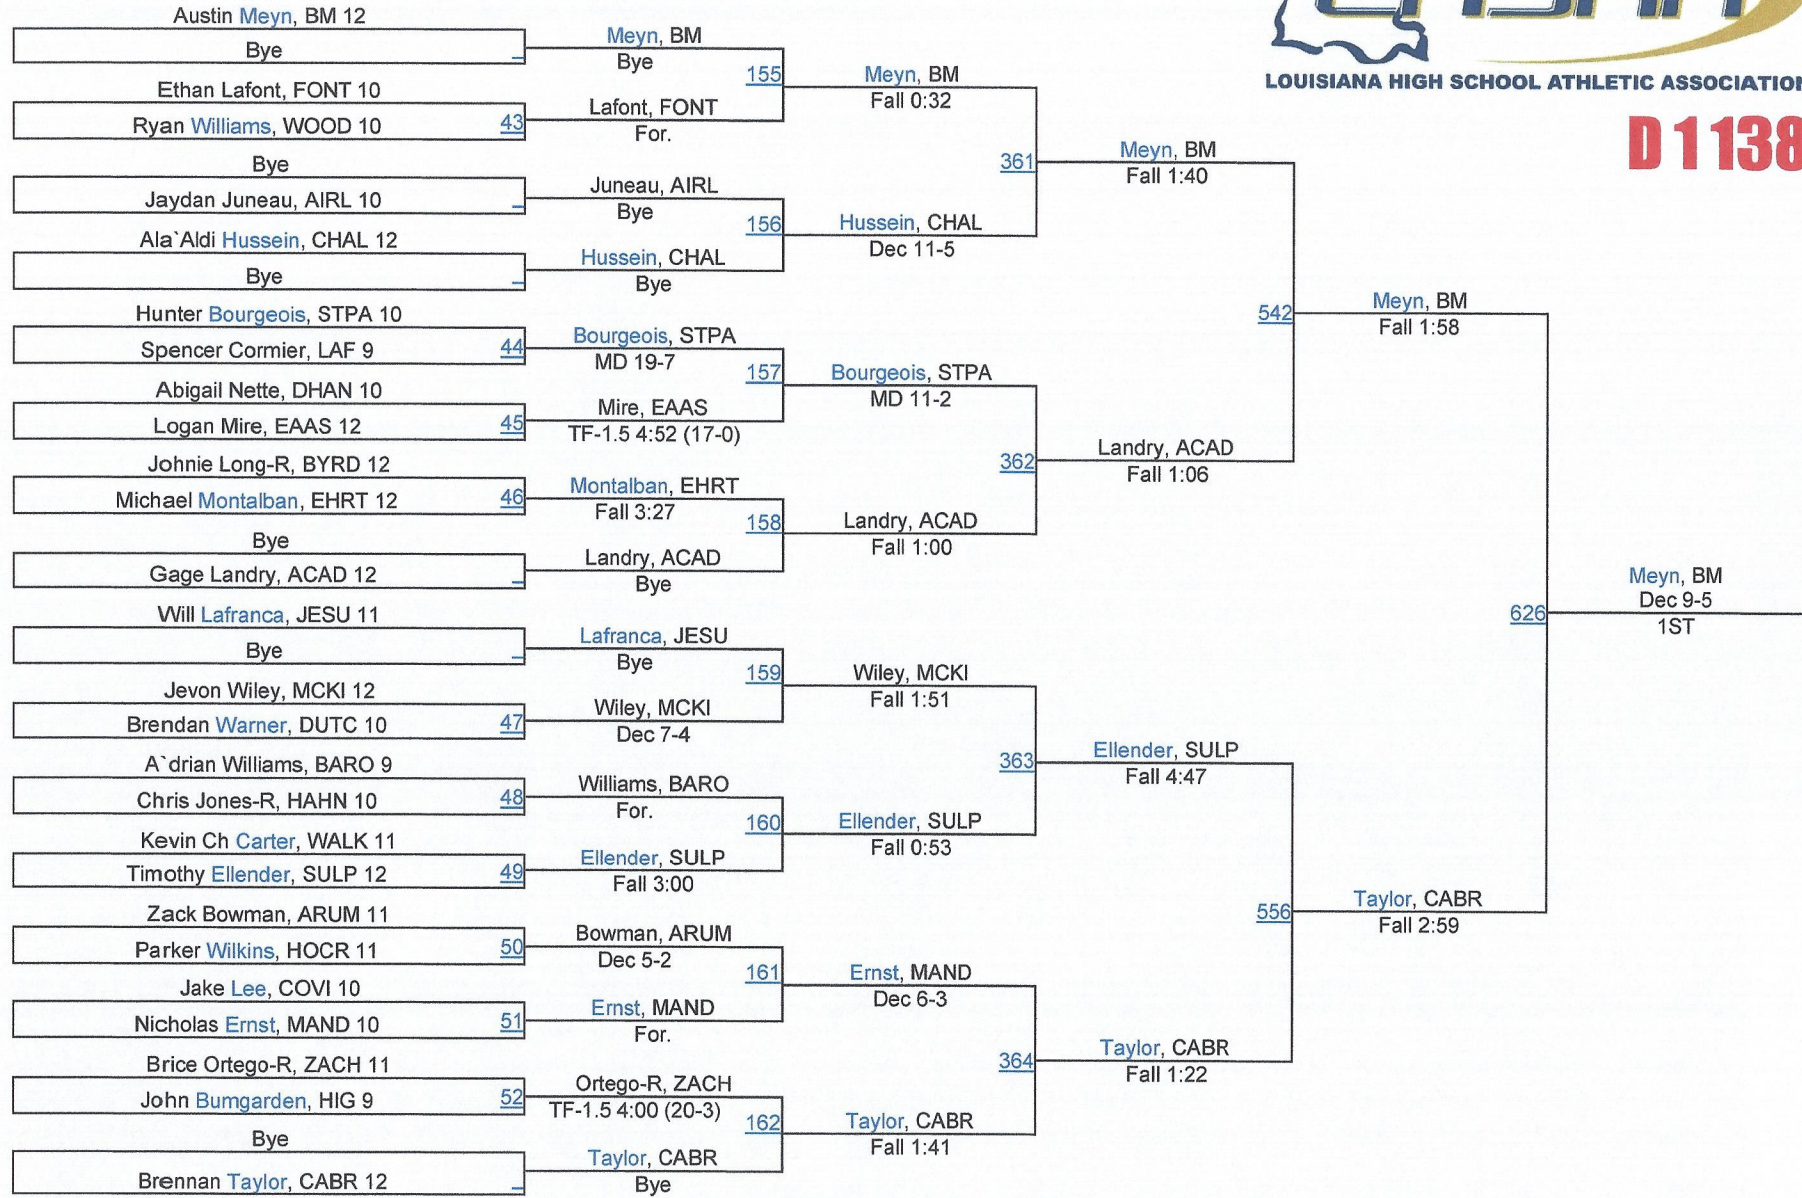 Austin Meyn, BM 12
Bye
Ethan Lafont, FONT 10
Ryan Williams, WOOD 10
43
Bye
Jaydan Juneau, AIRL 10
Ala`Aldi Hussein, CHAL 12
Bye
Hunter Bourgeois, STPA 10
Spencer Cormier, LAF 9
44
Abigail Nette, DHAN 10
Logan Mire, EAAS 12
45
Johnie Long-R, BYRD 12
Michael Montalban, EHRT 12
46
Bye
Gage Landry, ACAD 12
Will Lafranca, JESU 11
Bye
Jevon Wiley, MCKI 12
Brendan Warner, DUTC 10
47
A`drian Williams, BARO 9
Chris Jones-R, HAHN 10
48
Kevin Ch Carter, WALK 11
Timothy Ellender, SULP 12
49
Zack Bowman, ARUM 11
Parker Wilkins, HOCR 11
50
Jake Lee, COVI 10
Nicholas Ernst, MAND 10
51
Brice Ortego-R, ZACH 11
John Bumgarden, HIG 9
52
Bye
Brennan Taylor, CABR 12
Meyn, BM
Bye
155
Lafont, FONT
For.
Juneau, AIRL
Bye
156
Hussein, CHAL
Bye
Bourgeois, STPA
MD 19-7
157
Mire, EAAS
TF-1.5 4:52 (17-0)
Montalban, EHRT
Fall 3:27
158
Landry, ACAD
Bye
Lafranca, JESU
Bye
159
Wiley, MCKI
Dec 7-4
Williams, BARO
For.
160
Ellender, SULP
Fall 3:00
Bowman, ARUM
Dec 5-2
161
Ernst, MAND
For.
Ortego-R, ZACH
TF-1.5 4:00 (20-3)
162
Taylor, CABR
Bye
Meyn, BM
Fall 0:32
361
Hussein, CHAL
Dec 11-5
Bourgeois, STPA
MD 11-2
362
Landry, ACAD
Fall 1:00
Wiley, MCKI
Fall 1:51
363
Ellender, SULP
Fall 0:53
Ernst, MAND
Dec 6-3
364
Taylor, CABR
Fall 1:41
Meyn, BM
Fall 1:40
542
Landry, ACAD
Fall 1:06
Ellender, SULP
Fall 4:47
556
Taylor, CABR
Fall 1:22
Meyn, BM
Fall 1:58
626
Taylor, CABR
Fall 2:59
Meyn, BM
Dec 9-5
1ST
LOUISIANA HIGH SCHOOL ATHLETIC ASSOCIATION
D 1 138